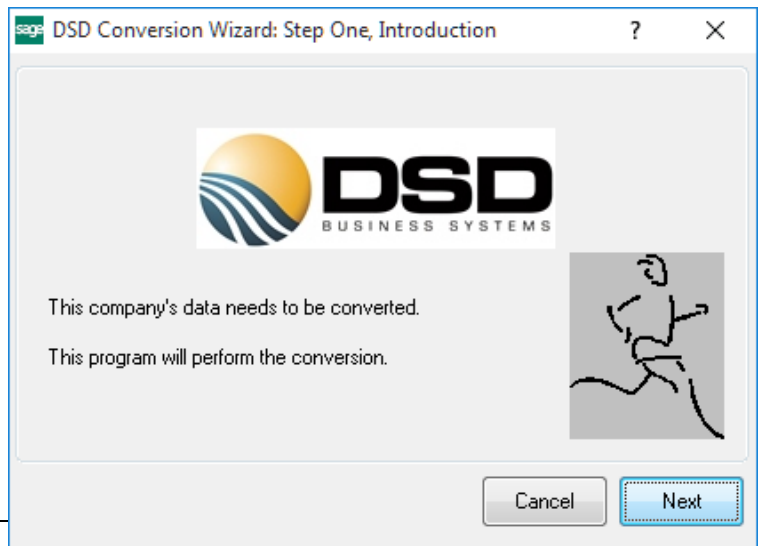 sage DSD Conversion Wizard: Step One, Introduction ?
DSD
BUSINESS SYSTEMS
This company's data needs to be converted.
This program will perform the conversion.
Cancel Next